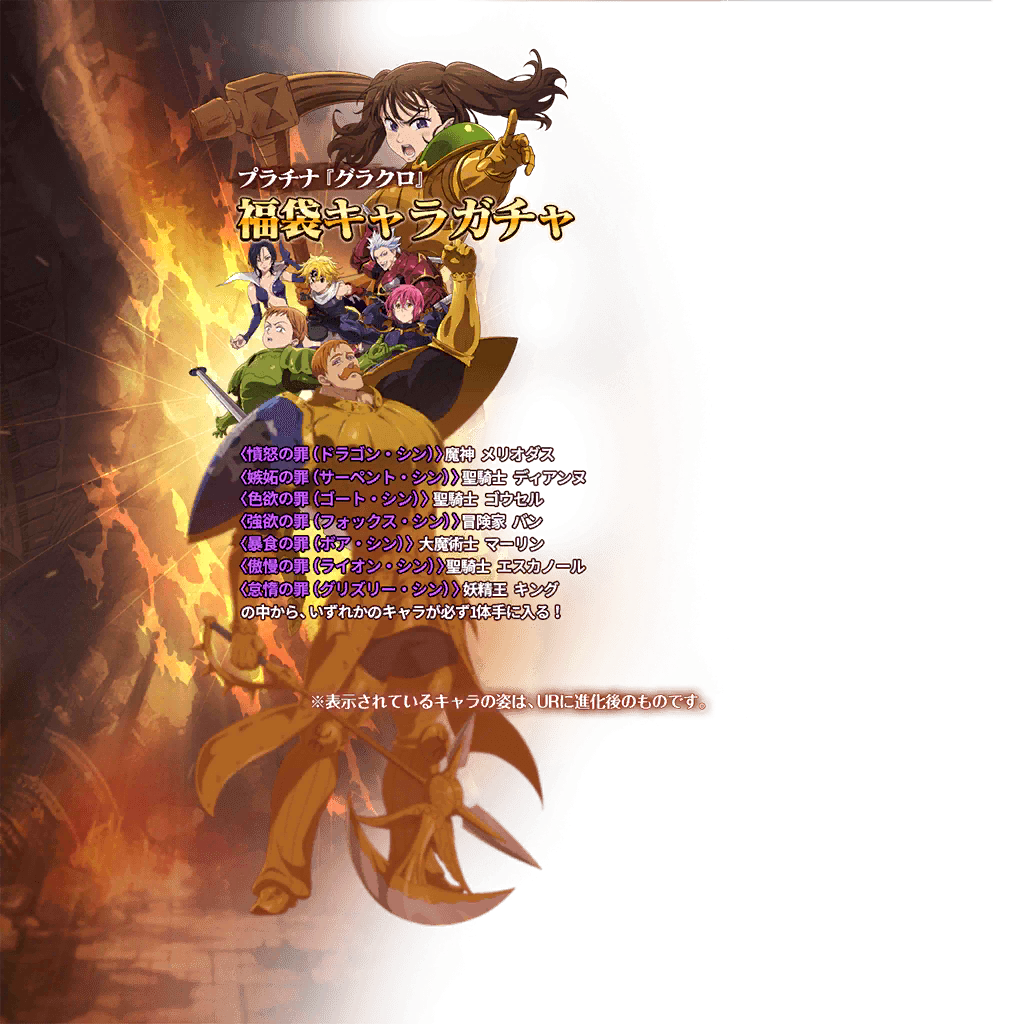 プラチナ『グラクロ』
福袋キャラガチャ
〈憤怒の罪(ドラゴン・シン)〉魔神 メリオダス
〈嫉妬の罪(サーペント・シン)〉聖騎士 ディアンヌ
〈色欲の罪(ゴート・シン)〉聖騎士 ゴウセル
〈強欲の罪(フォックス・シン)〉冒険家 バン
〈暴食の罪(ボア・シン)〉大魔術士 マーリン
〈傲慢の罪(ライオン・シン)〉聖騎士 エスカノール
〈怠惰の罪(グリズリー・シン)〉妖精王 キング
の中から、いずれかのキャラが必ず1体手に入る!
※表示されているキャラの姿は、URに進化後のものです。